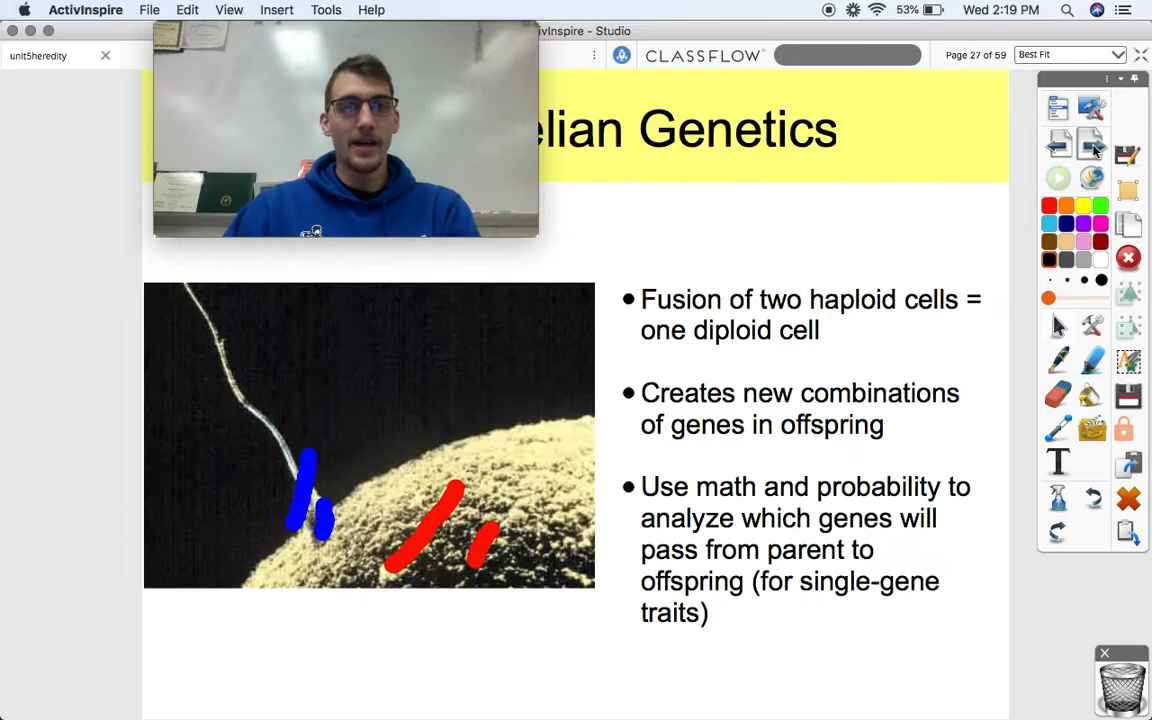 ActivInspire File Edit View Insert Tools Help 53% Wed 2:19 PM
ivInspire - Studio
unit5heredity CLASSFLOW Page 27 of 59 Best Fit
elian Genetics
• Fusion of two haploid cells =
one diploid cell
• Creates new combinations
of genes in offspring
• Use math and probability to
analyze which genes will
pass from parent to
offspring (for single-gene
traits)
T